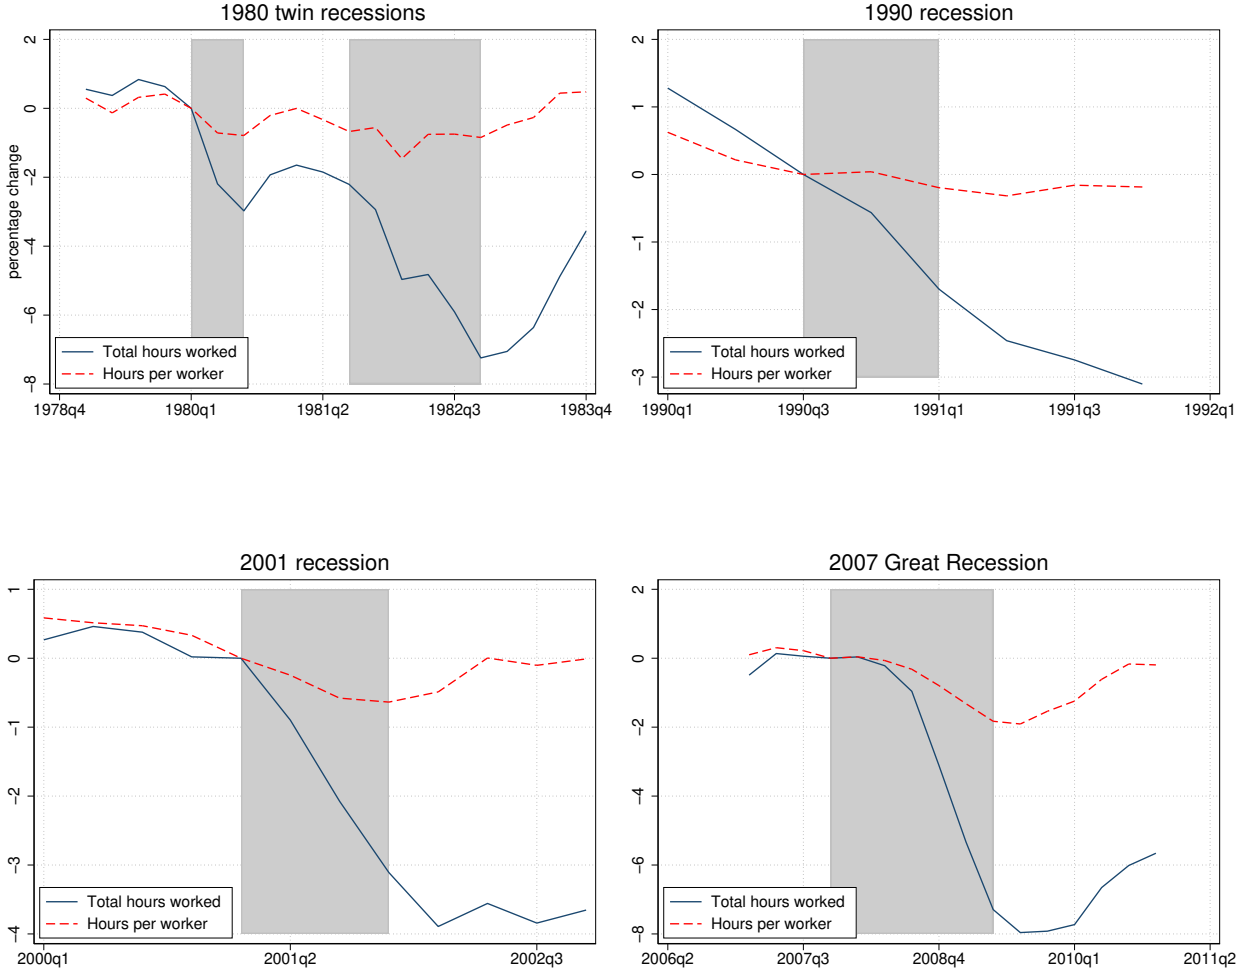 1980 twin recessions
percentage change
2
0
−2
−4
−6
−8
Total hours worked
Hours per worker
1978q4 1980q1 1981q2 1982q3 1983q4
1990 recession
2
1
0
−1
−2
−3
Total hours worked
Hours per worker
1990q1 1990q3 1991q1 1991q3 1992q1
2001 recession
1
0
−1
−2
−3
−4
Total hours worked
Hours per worker
2000q1 2001q2 2002q3
2007 Great Recession
2
0
−2
−4
−6
−8
Total hours worked
Hours per worker
2006q2 2007q3 2008q4 2010q1 2011q2